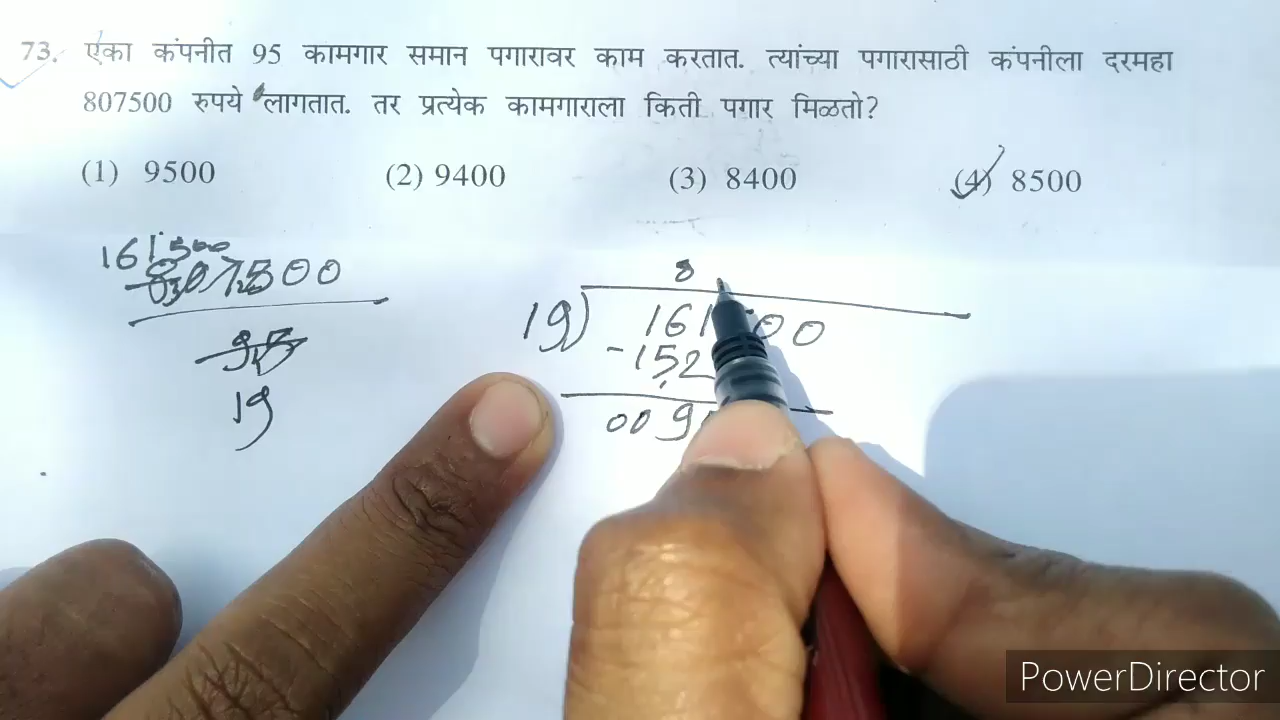 73. एका कंपनीत 95 कामगार समान पगारावर काम करतात. त्यांच्या पगारासाठी कंपनीला दरमहा
807500 रुपये लागतात. तर प्रत्येक कामगाराला किती पगार मिळतो?
(1) 9500 (2) 9400 (3) 8400 (4) 8500
161500
807500
95
19
8
19) 161500
-152
009
PowerDirector